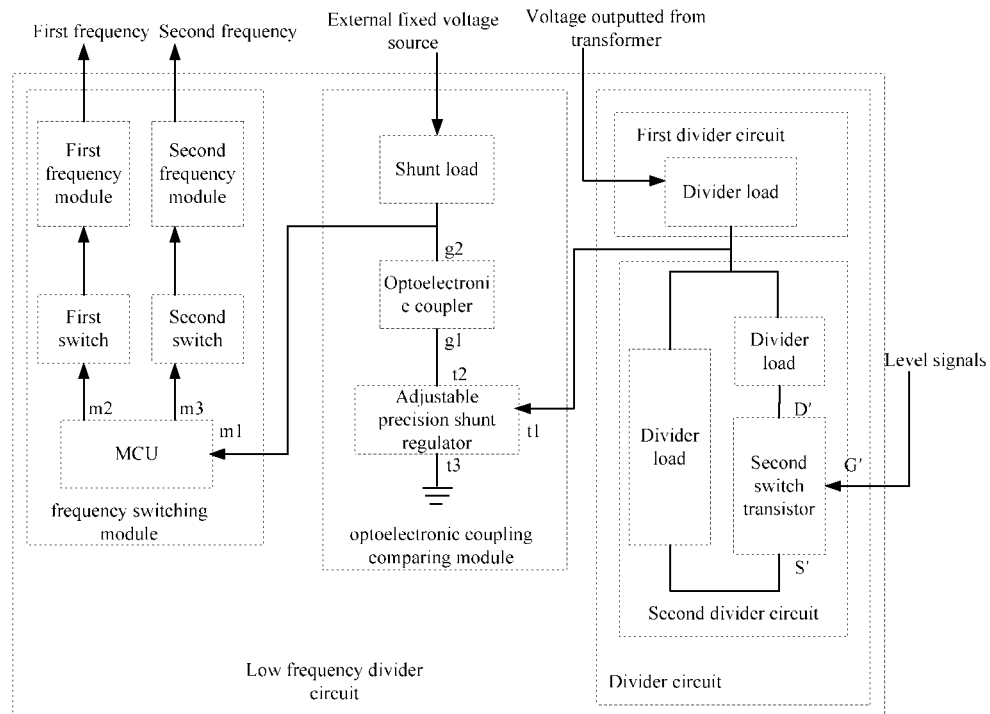 First frequency
Second frequency
External fixed voltage
source
Voltage outputted from
transformer
First
frequency
module
Second
frequency
module
First
switch
Second
switch
m2
m3
m1
MCU
frequency switching
module
Shunt load
g2
Optoelectroni
c coupler
g1
t2
Adjustable
precision shunt
regulator
t1
t3
optoelectronic coupling
comparing module
First divider circuit
Divider load
Divider
load
Divider
load
D'
Second
switch
transistor
G'
S'
Level signals
Second divider circuit
Divider circuit
Low frequency divider
circuit